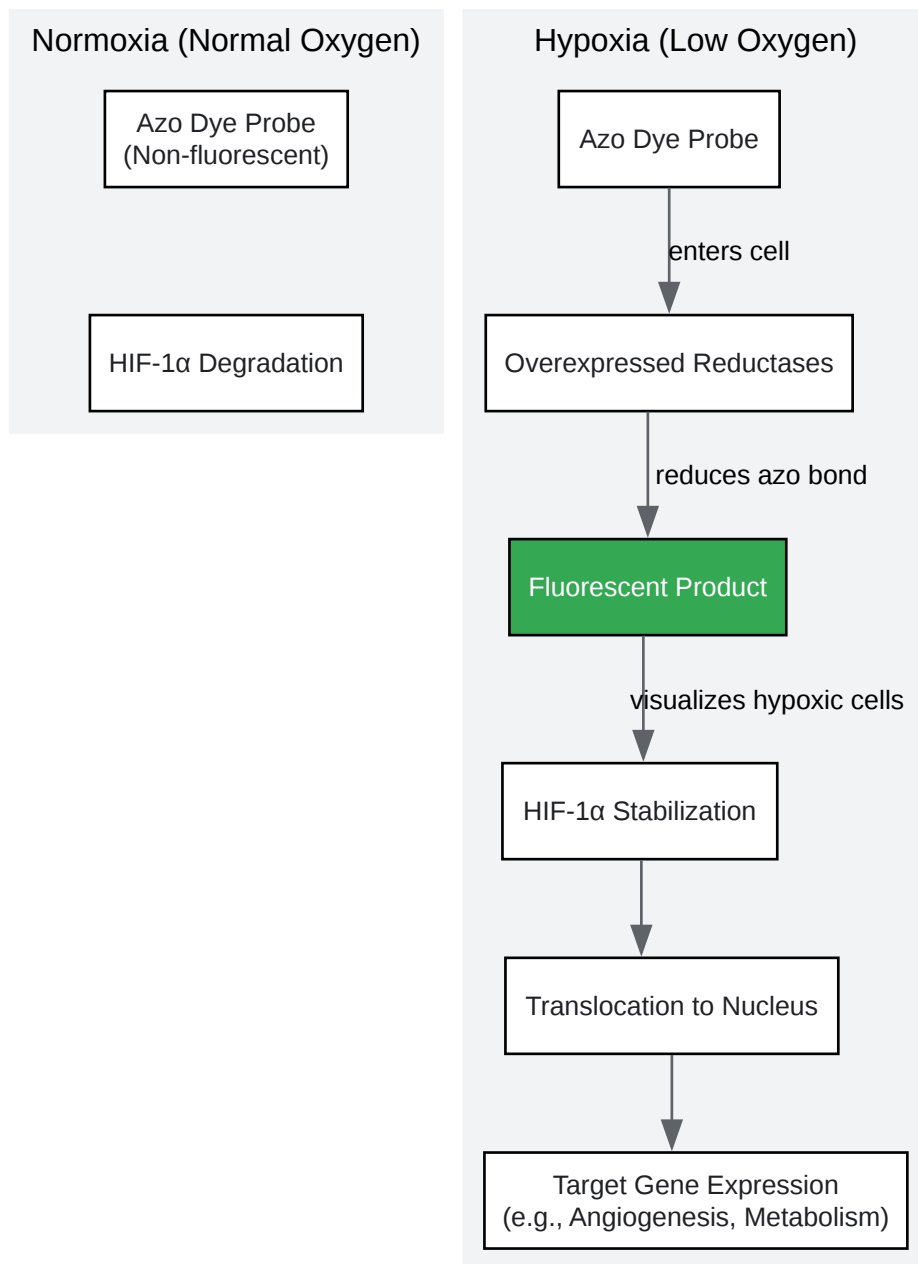 Normoxia (Normal Oxygen)
Azo Dye Probe
(Non-fluorescent)
HIF-1α Degradation
Hypoxia (Low Oxygen)
Azo Dye Probe
enters cell
Overexpressed Reductases
reduces azo bond
Fluorescent Product
visualizes hypoxic cells
HIF-1α Stabilization
Translocation to Nucleus
Target Gene Expression
(e.g., Angiogenesis, Metabolism)